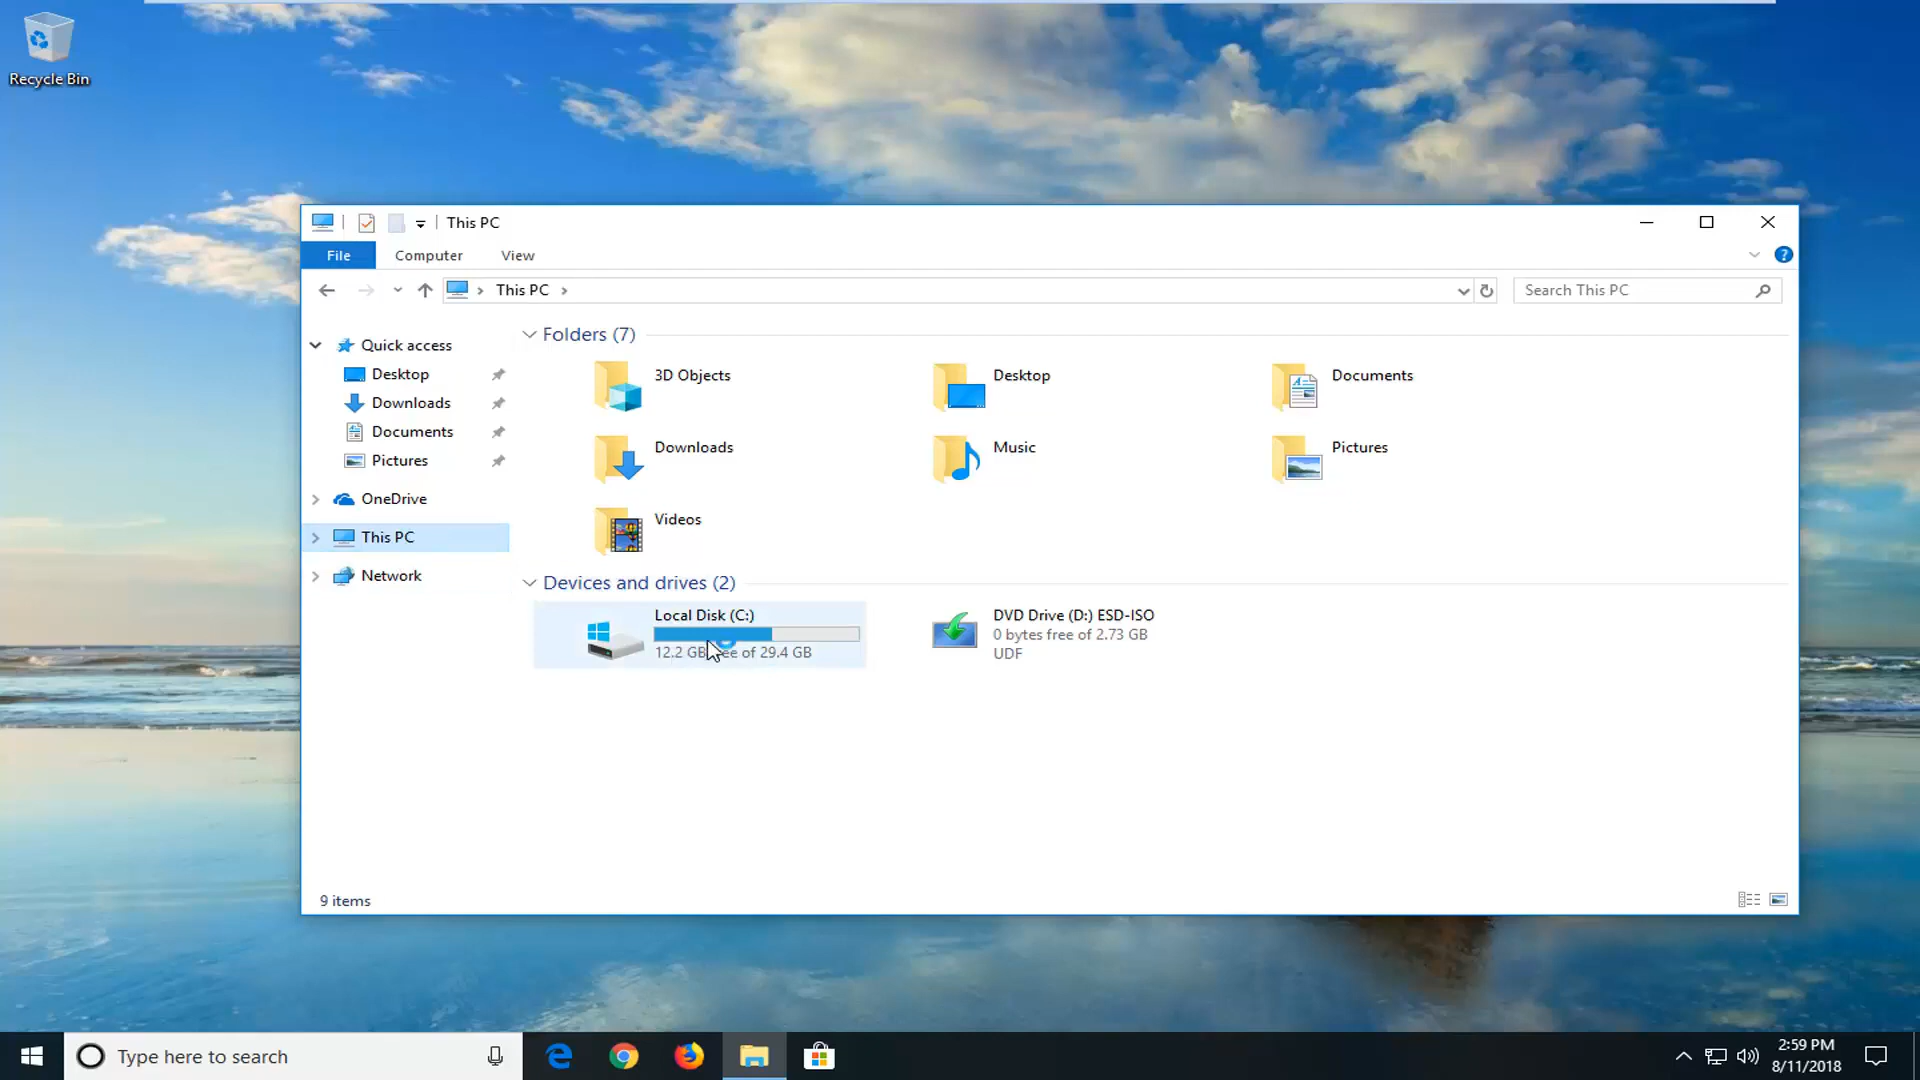 Recycle Bin
This PC
File
Computer
View
This PC
Search This PC
Quick access
Desktop
Downloads
Documents
Pictures
OneDrive
This PC
Network
Folders (7)
3D Objects
Desktop
Documents
Downloads
Music
Pictures
Videos
Devices and drives (2)
Local Disk (C:)
12.2 GB free of 29.4 GB
DVD Drive (D:) ESD-ISO
0 bytes free of 2.73 GB
UDF
9 items
Type here to search
2:59 PM
8/11/2018